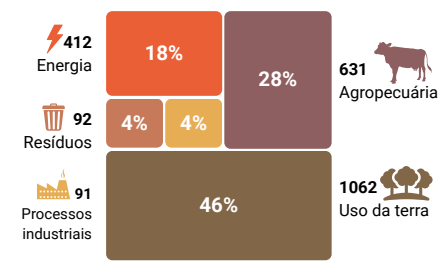 412
Energia
18%
28%
631
Agropecuária
92
Resíduos
4%
4%
91
Processos
industriais
46%
1062
Uso da terra